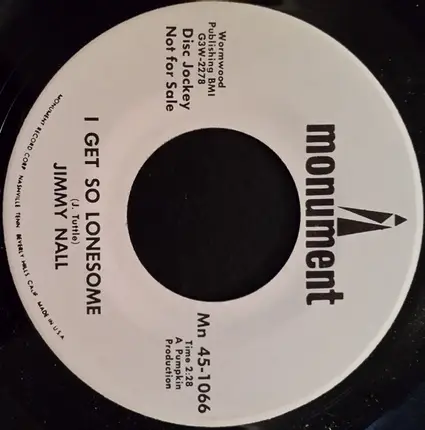 monument
Wormwood
Publishing BMI
G3W-2278
Disc Jockey
Not for Sale
Mn 45-1066
Time 2:28
A Pumpkin
Production
I GET SO LONESOME
(J. Tuttle)
JIMMY NALL
MONUMENT RECORD CORP. NASHVILLE TENN. BEVERLY HILLS CALIF. MADE IN U.S.A.